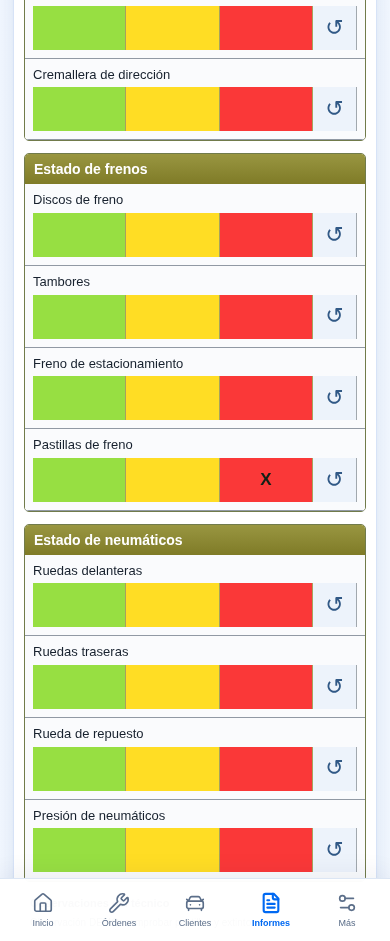 Cremallera de dirección
Estado de frenos
Discos de freno
Tambores
Freno de estacionamiento
Pastillas de freno
X
Estado de neumáticos
Ruedas delanteras
Ruedas traseras
Rueda de repuesto
Presión de neumáticos
Inicio
Órdenes
Clientes
Informes
Más